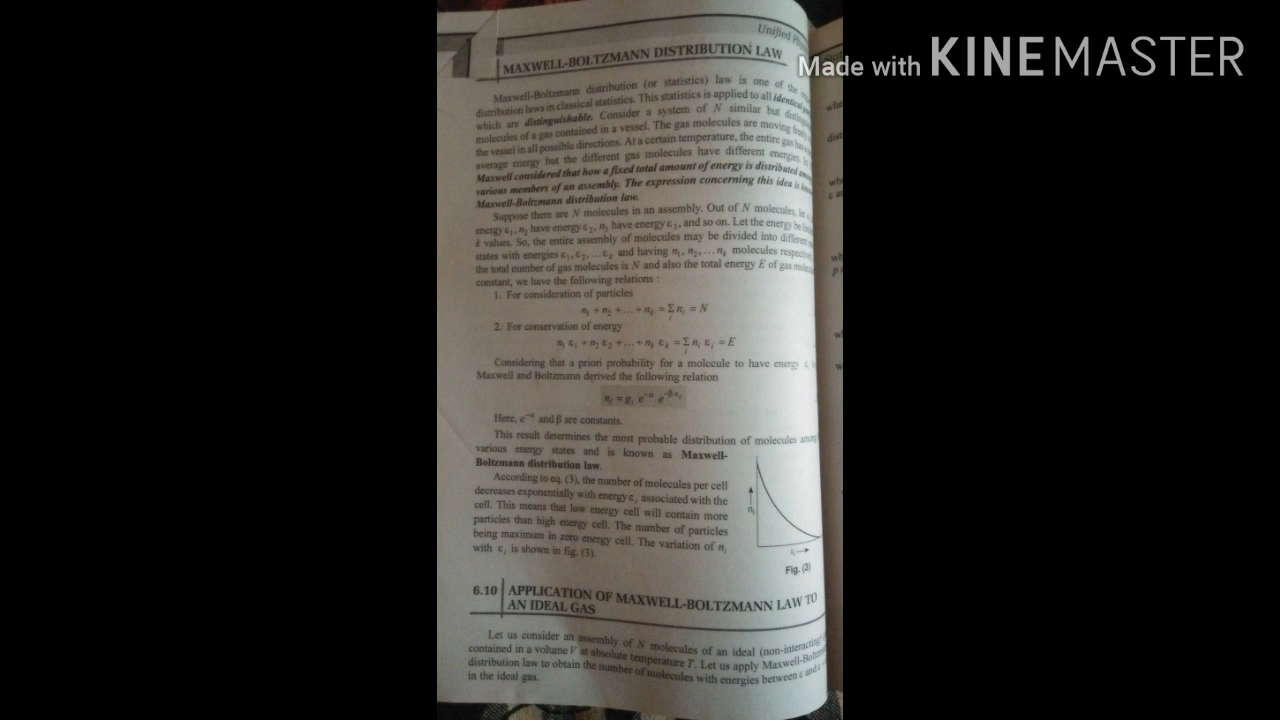 Made with KINEMASTER
Unified
MAXWELL-BOLTZMANN DISTRIBUTION LAW
Maxwell-Boltzmann distribution (or statistics) law is one of the
distribution laws in classical statistics. This statistics is applied to all identical
which are distinguishable. Consider a system of N similar but
molecules of a gas contained in a vessel. The gas molecules are moving
the vessel in all possible directions. At a certain temperature, the entire gas has
average energy but the different gas molecules have different energies.
Maxwell considered that how a fixed total amount of energy is distributed
various members of an assembly. The expression concerning this idea is
Maxwell-Boltzmann distribution law.
Suppose there are N molecules in an assembly. Out of N molecules, let
energy ε₁, n₂ have energy ε₂, n₃ have energy ε₃, and so on. Let the energy be
k values. So, the entire assembly of molecules may be divided into different
states with energies ε₁, ε₂, ... εₖ and having n₁, n₂, ... nₖ molecules
the total number of gas molecules is N and also the total energy E of gas
constant, we have the following relations :
1. For consideration of particles
n₁ + n₂ + ... + nₖ = Σᵢ nᵢ = N
2. For conservation of energy
n₁ ε₁ + n₂ ε₂ + ... + nₖ εₖ = Σᵢ nᵢ εᵢ = E
Considering that a priori probability for a molecule to have energy εᵢ
Maxwell and Boltzmann derived the following relation
nᵢ = gᵢ e^−α e^−βεᵢ
Here, e^−α and β are constants.
This result determines the most probable distribution of molecules
various energy states and is known as Maxwell-
Boltzmann distribution law.
According to eq. (3), the number of molecules per cell
decreases exponentially with energy εᵢ associated with the
cell. This means that low energy cell will contain more
particles than high energy cell. The number of particles
being maximum in zero energy cell. The variation of nᵢ
with εᵢ is shown in fig. (3).
nᵢ
εᵢ
Fig. (3)
6.10 APPLICATION OF MAXWELL-BOLTZMANN LAW TO
AN IDEAL GAS
Let us consider an assembly of N molecules of an ideal (non-interacting)
contained in a volume V at absolute temperature T. Let us apply
distribution law to obtain the number of molecules with energies between ε and
in the ideal gas.